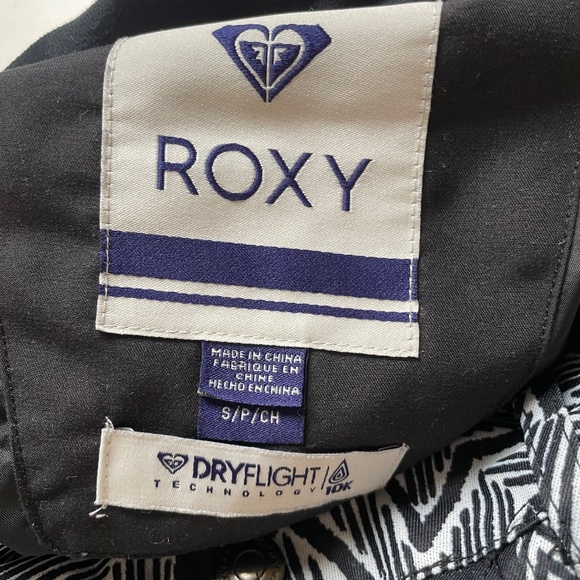 ROXY
MADE IN CHINA
FABRIQUE EN
CHINE
HECHO EN CHINA
S/P/CH
DRYFLIGHT
TECHNOLOGY
10K